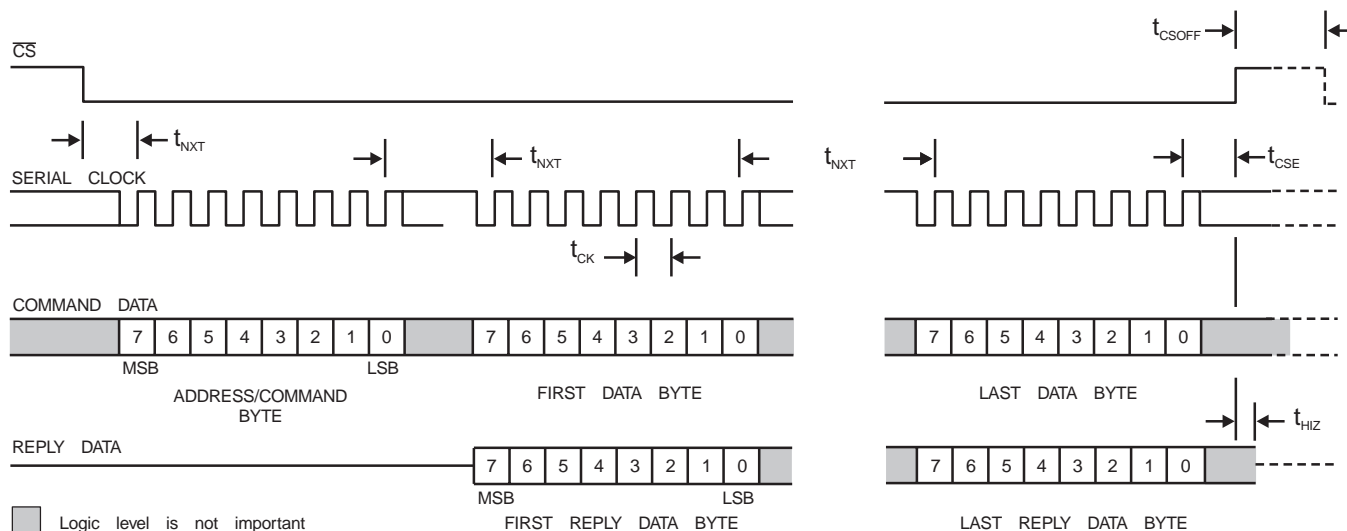 t_CSOFF
CS
t_NXT
t_NXT
t_NXT
t_CSE
SERIAL CLOCK
t_CK
COMMAND DATA
7 6 5 4 3 2 1 0
7 6 5 4 3 2 1 0
7 6 5 4 3 2 1 0
MSB
LSB
ADDRESS/COMMAND
BYTE
FIRST DATA BYTE
LAST DATA BYTE
t_HIZ
REPLY DATA
7 6 5 4 3 2 1 0
7 6 5 4 3 2 1 0
MSB
LSB
Logic level is not important
FIRST REPLY DATA BYTE
LAST REPLY DATA BYTE